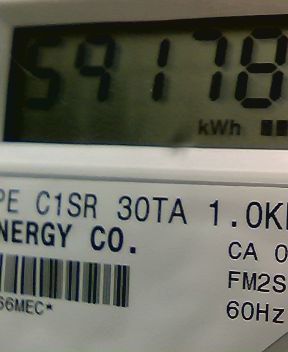 59178
kWh
PE C1SR 30TA 1.0K
NERGY CO.
CA 0
FM2S
66MEC*
60Hz